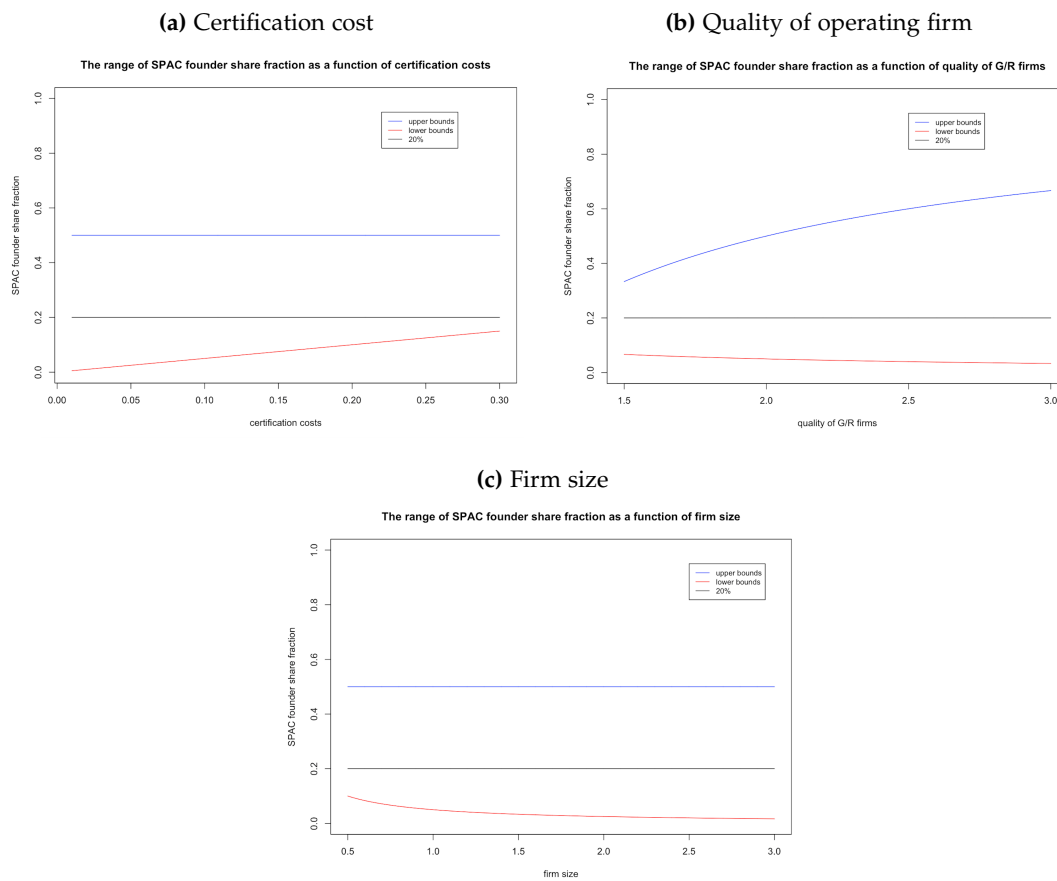 (a) Certification cost
The range of SPAC founder share fraction as a function of certification costs
SPAC founder share fraction
1.0
0.8
0.6
0.4
0.2
0.0
upper bounds
lower bounds
20%
0.00 0.05 0.10 0.15 0.20 0.25 0.30
certification costs
(b) Quality of operating firm
The range of SPAC founder share fraction as a function of quality of G/R firms
SPAC founder share fraction
1.0
0.8
0.6
0.4
0.2
0.0
upper bounds
lower bounds
20%
1.5 2.0 2.5 3.0
quality of G/R firms
(c) Firm size
The range of SPAC founder share fraction as a function of firm size
SPAC founder share fraction
1.0
0.8
0.6
0.4
0.2
0.0
upper bounds
lower bounds
20%
0.5 1.0 1.5 2.0 2.5 3.0
firm size